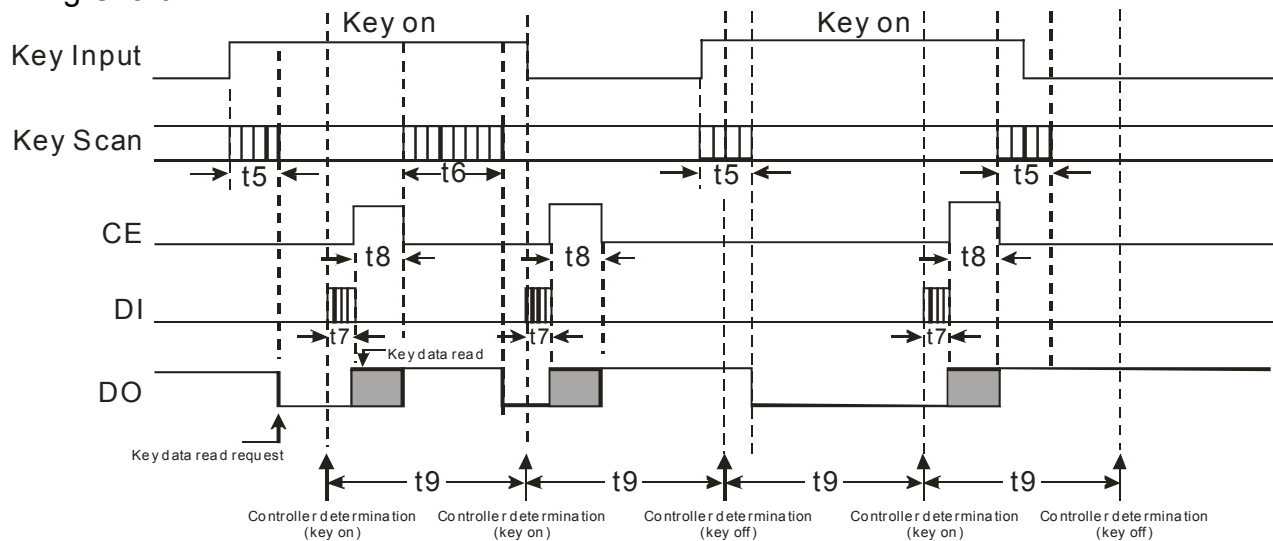 Key on Key on
Key Input
Key Scan
t5 t6 t5 t5
CE
t8 t8 t8
DI
t7 t7 t7
Key data read
DO
Key data read request
t9 t9 t9 t9
Controller determination (key on)
Controller determination (key on)
Controller determination (key off)
Controller determination (key on)
Controller determination (key off)